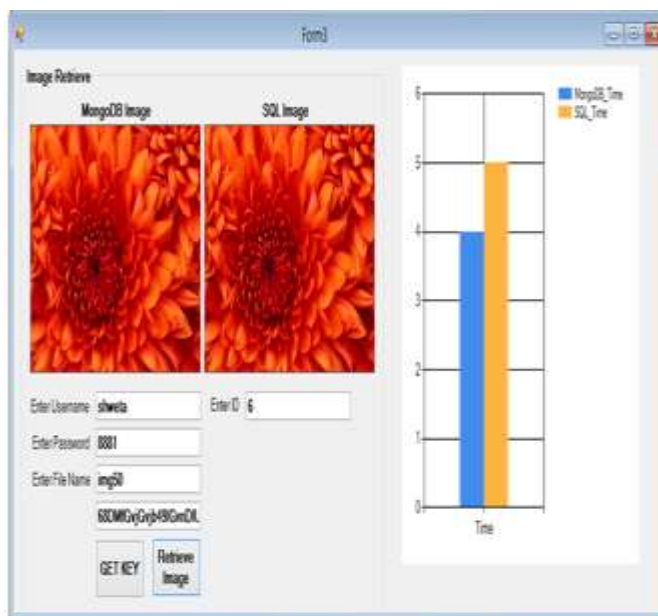 Form3
Image Retrieve
MongoDB Image
SQL Image
Enter Username shweta
Enter ID 6
Enter Password 8881
Enter File Name img50
GET KEY
Retrieve Image
MongoDB_Time
SQL_Time
6
5
4
3
2
1
0
Time